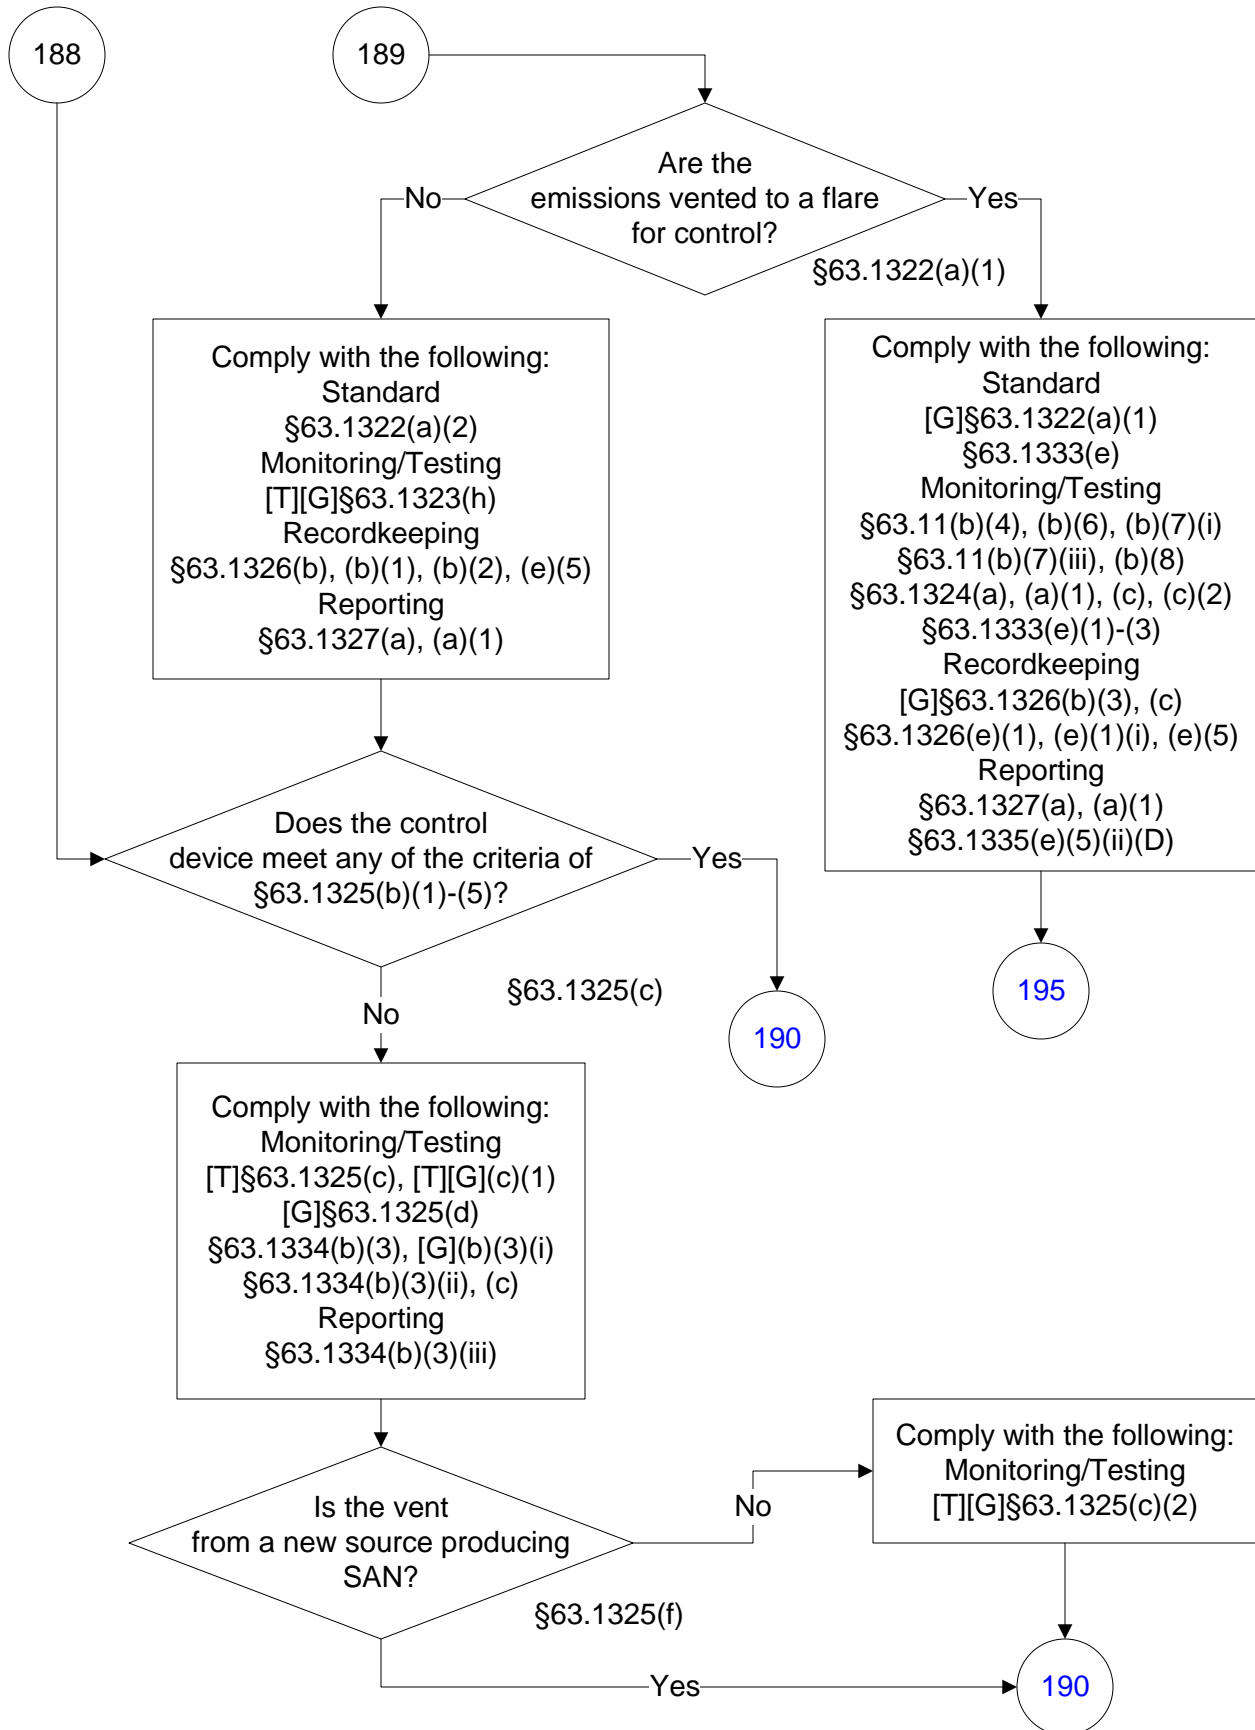 188
189
Are the
emissions vented to a flare
for control?
No
Yes
§63.1322(a)(1)
Comply with the following:
Standard
§63.1322(a)(2)
Monitoring/Testing
[T][G]§63.1323(h)
Recordkeeping
§63.1326(b), (b)(1), (b)(2), (e)(5)
Reporting
§63.1327(a), (a)(1)
Comply with the following:
Standard
[G]§63.1322(a)(1)
§63.1333(e)
Monitoring/Testing
§63.11(b)(4), (b)(6), (b)(7)(i)
§63.11(b)(7)(iii), (b)(8)
§63.1324(a), (a)(1), (c), (c)(2)
§63.1333(e)(1)-(3)
Recordkeeping
[G]§63.1326(b)(3), (c)
§63.1326(e)(1), (e)(1)(i), (e)(5)
Reporting
§63.1327(a), (a)(1)
§63.1335(e)(5)(ii)(D)
195
Does the control
device meet any of the criteria of
§63.1325(b)(1)-(5)?
Yes
§63.1325(c)
190
No
Comply with the following:
Monitoring/Testing
[T]§63.1325(c), [T][G](c)(1)
[G]§63.1325(d)
§63.1334(b)(3), [G](b)(3)(i)
§63.1334(b)(3)(ii), (c)
Reporting
§63.1334(b)(3)(iii)
Is the vent
from a new source producing
SAN?
§63.1325(f)
No
Comply with the following:
Monitoring/Testing
[T][G]§63.1325(c)(2)
Yes
190